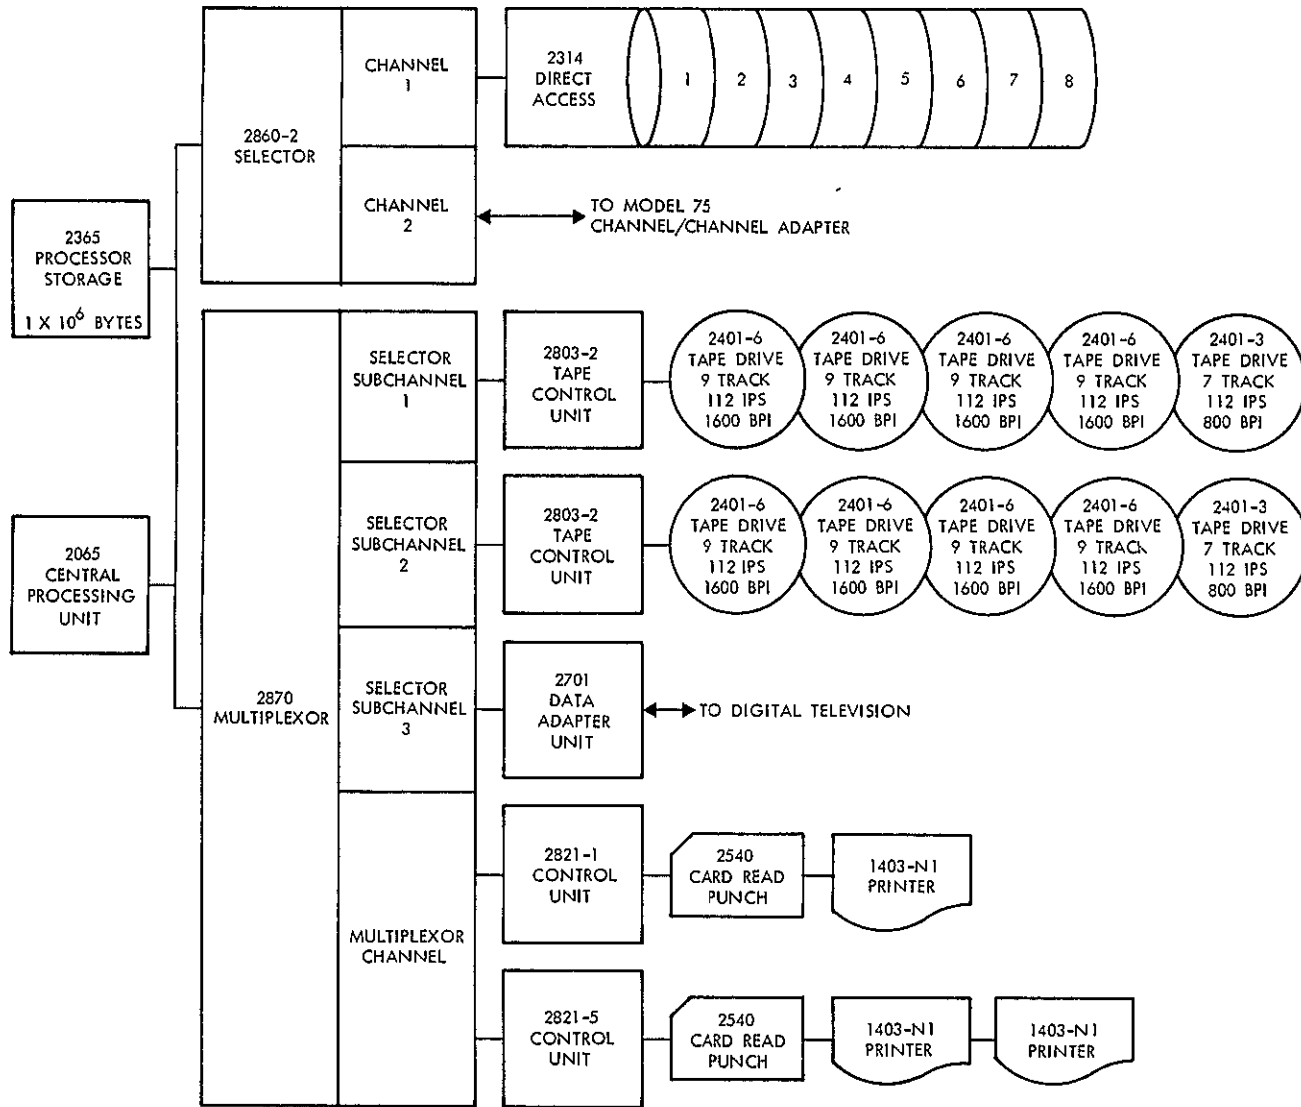 2365
PROCESSOR
STORAGE
1 X 10⁶ BYTES
2065
CENTRAL
PROCESSING
UNIT
2860-2
SELECTOR
CHANNEL
1
2314
DIRECT
ACCESS
1 2 3 4 5 6 7 8
CHANNEL
2
TO MODEL 75
CHANNEL/CHANNEL ADAPTER
2870
MULTIPLEXOR
SELECTOR
SUBCHANNEL
1
2803-2
TAPE
CONTROL
UNIT
2401-6
TAPE DRIVE
9 TRACK
112 IPS
1600 BPI
2401-6
TAPE DRIVE
9 TRACK
112 IPS
1600 BPI
2401-6
TAPE DRIVE
9 TRACK
112 IPS
1600 BPI
2401-6
TAPE DRIVE
9 TRACK
112 IPS
1600 BPI
2401-3
TAPE DRIVE
7 TRACK
112 IPS
800 BPI
SELECTOR
SUBCHANNEL
2
2803-2
TAPE
CONTROL
UNIT
2401-6
TAPE DRIVE
9 TRACK
112 IPS
1600 BPI
2401-6
TAPE DRIVE
9 TRACK
112 IPS
1600 BPI
2401-6
TAPE DRIVE
9 TRACK
112 IPS
1600 BPI
2401-6
TAPE DRIVE
9 TRACK
112 IPS
1600 BPI
2401-3
TAPE DRIVE
7 TRACK
112 IPS
800 BPI
SELECTOR
SUBCHANNEL
3
2701
DATA
ADAPTER
UNIT
TO DIGITAL TELEVISION
MULTIPLEXOR
CHANNEL
2821-1
CONTROL
UNIT
2540
CARD READ
PUNCH
1403-N1
PRINTER
2821-5
CONTROL
UNIT
2540
CARD READ
PUNCH
1403-N1
PRINTER
1403-N1
PRINTER